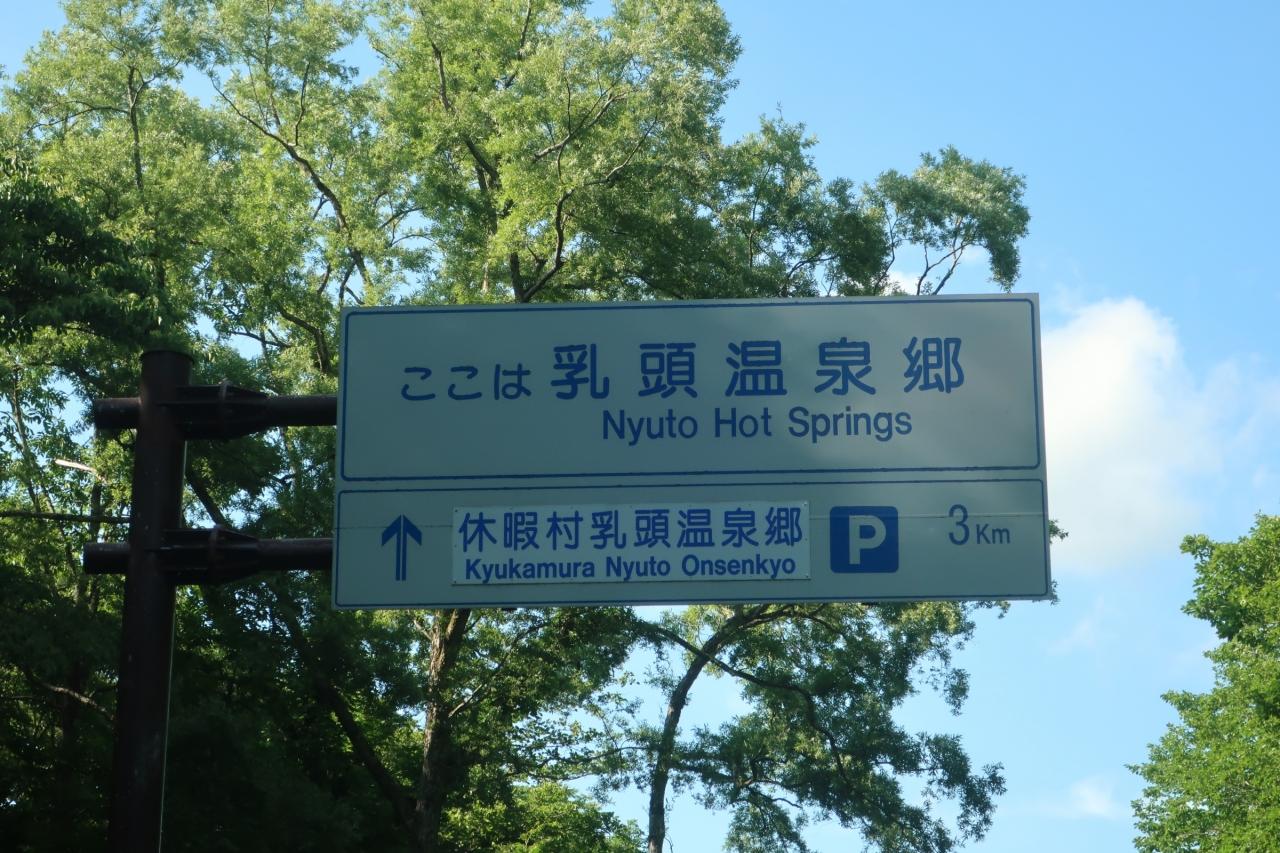 ここは乳頭温泉郷
Nyuto Hot Springs
休暇村乳頭温泉郷
Kyukamura Nyuto Onsenkyo
P
3Km